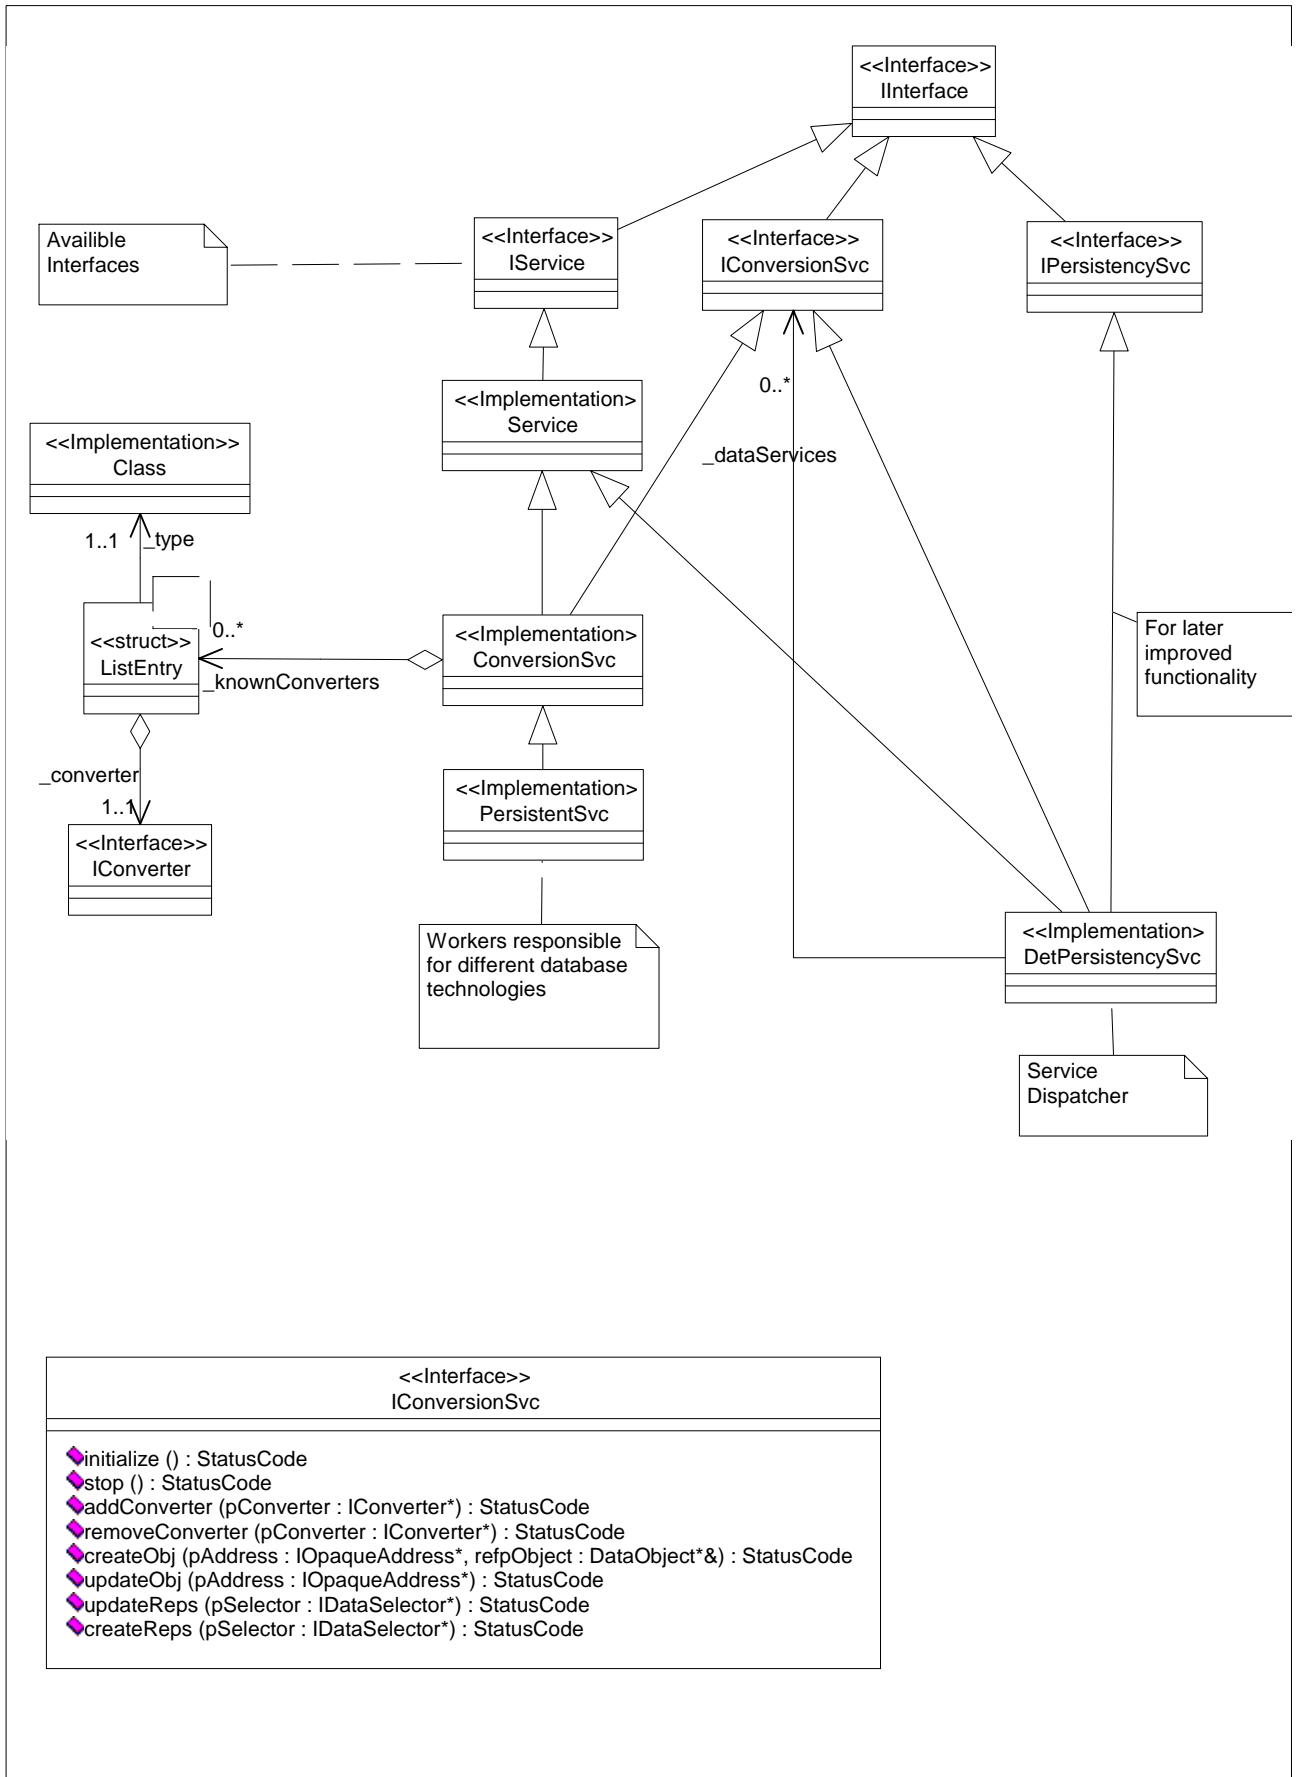 <<Interface>>
IInterface
Availible
Interfaces
<<Interface>>
IService
<<Interface>>
IConversionSvc
<<Interface>>
IPersistencySvc
<<Implementation>
Service
0..*
_dataServices
<<Implementation>>
Class
1..1
_type
<<struct>>
ListEntry
0..*
_knownConverters
<<Implementation>
ConversionSvc
For later
improved
functionality
_converter
1..1
<<Interface>>
IConverter
<<Implementation>
PersistentSvc
Workers responsible
for different database
technologies
<<Implementation>
DetPersistencySvc
Service
Dispatcher
<<Interface>>
IConversionSvc
initialize () : StatusCode
stop () : StatusCode
addConverter (pConverter : IConverter*) : StatusCode
removeConverter (pConverter : IConverter*) : StatusCode
createObj (pAddress : IOpaqueAddress*, refpObject : DataObject*&) : StatusCode
updateObj (pAddress : IOpaqueAddress*) : StatusCode
updateReps (pSelector : IDataSelector*) : StatusCode
createReps (pSelector : IDataSelector*) : StatusCode